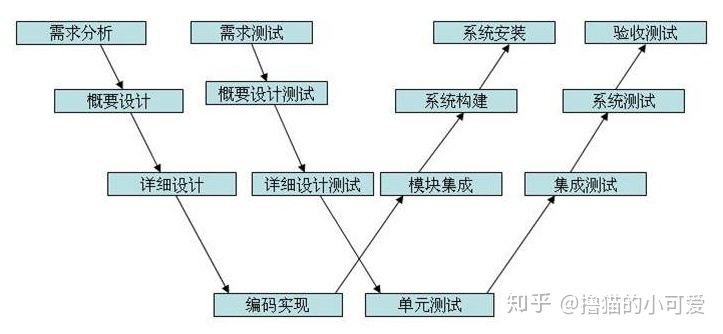 需求分析
需求测试
系统安装
验收测试
概要设计
概要设计测试
系统构建
系统测试
详细设计
详细设计测试
模块集成
集成测试
编码实现
单元测试
知乎 @撸猫的小可爱